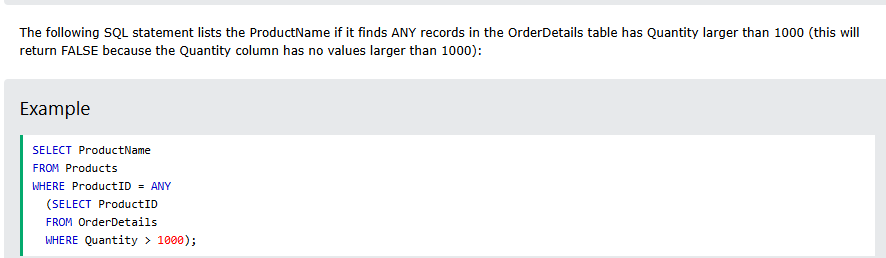 The following SQL statement lists the ProductName if it finds ANY records in the OrderDetails table has Quantity larger than 1000 (this will
return FALSE because the Quantity column has no values larger than 1000):
Example
SELECT ProductName
FROM Products
WHERE ProductID = ANY
  (SELECT ProductID
  FROM OrderDetails
  WHERE Quantity > 1000);